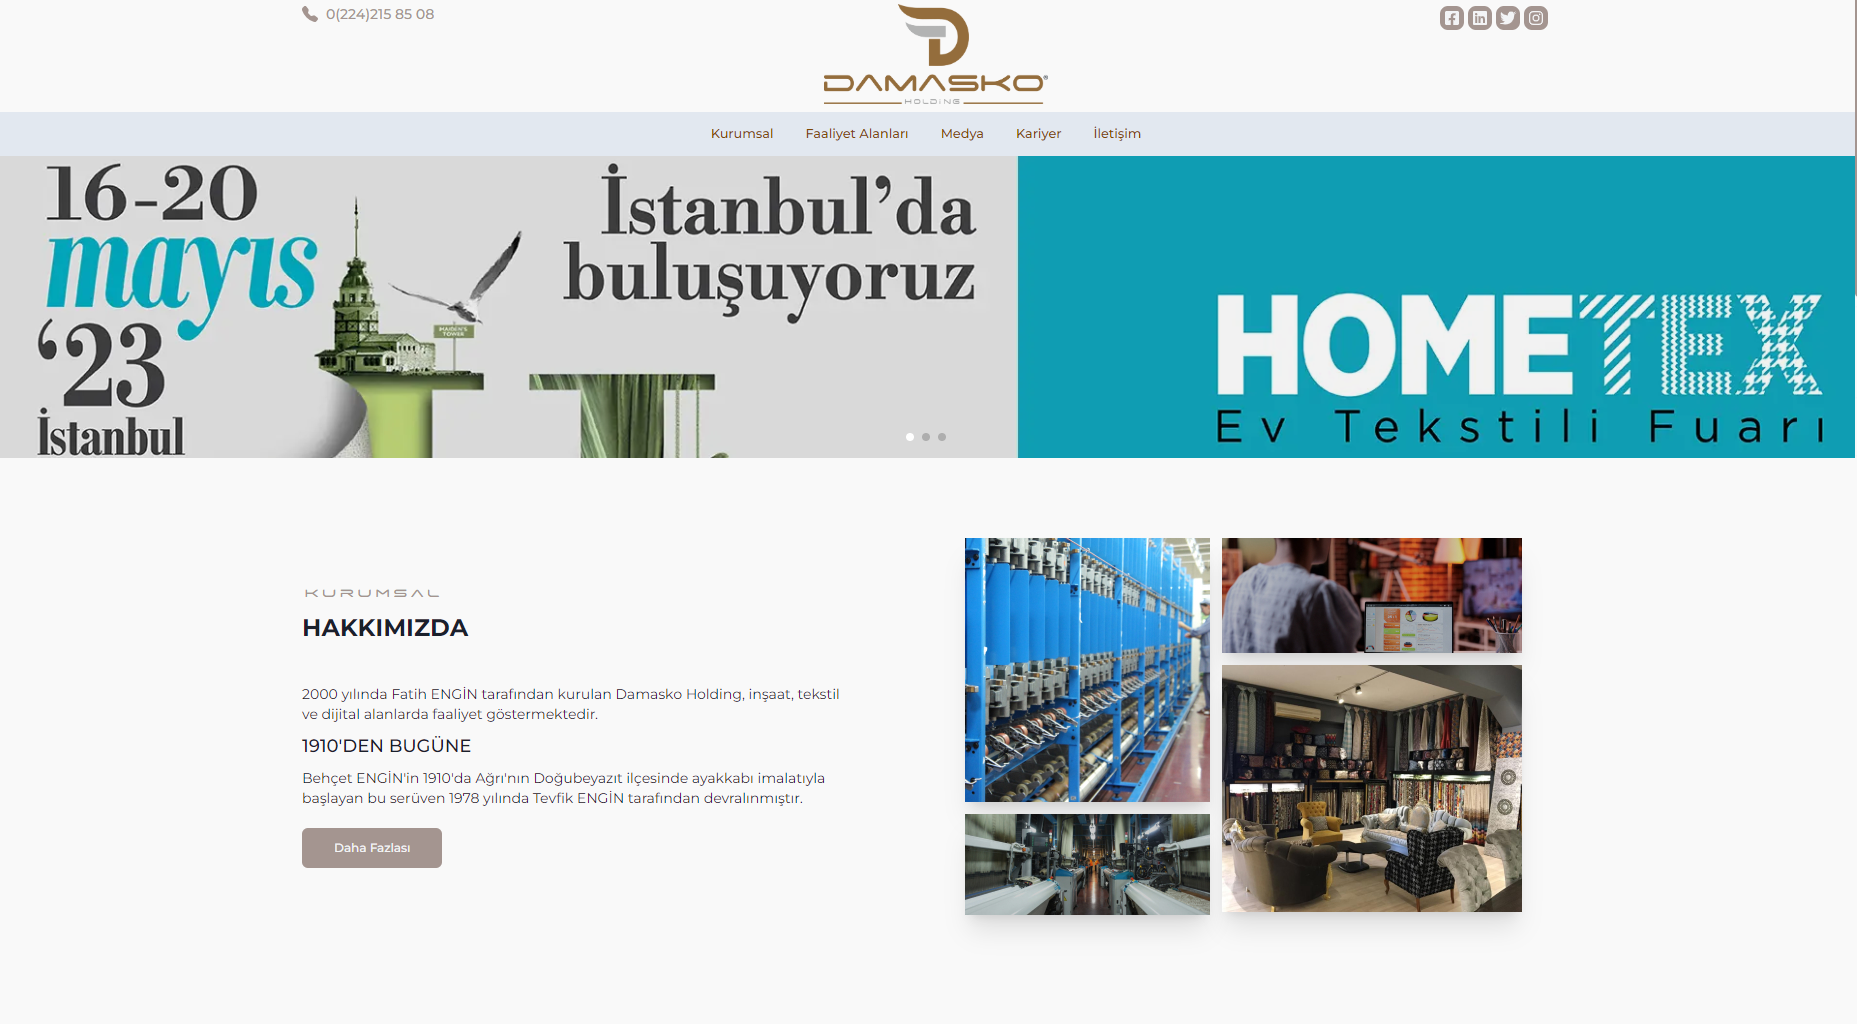 0(224)215 85 08
DAMASKO®
HOLDING
Kurumsal
Faaliyet Alanları
Medya
Kariyer
İletişim
16-20
mayıs
'23
İstanbul
MAIDEN'S
TOWER
İstanbul'da
buluşuyoruz
HOMETEX
Ev Tekstili Fuarı
KURUMSAL
HAKKIMIZDA
2000 yılında Fatih ENGİN tarafından kurulan Damasko Holding, inşaat, tekstil
ve dijital alanlarda faaliyet göstermektedir.
1910'DEN BUGÜNE
Behçet ENGİN'in 1910'da Ağrı'nın Doğubeyazıt ilçesinde ayakkabı imalatıyla
başlayan bu serüven 1978 yılında Tevfik ENGİN tarafından devralınmıştır.
Daha Fazlası